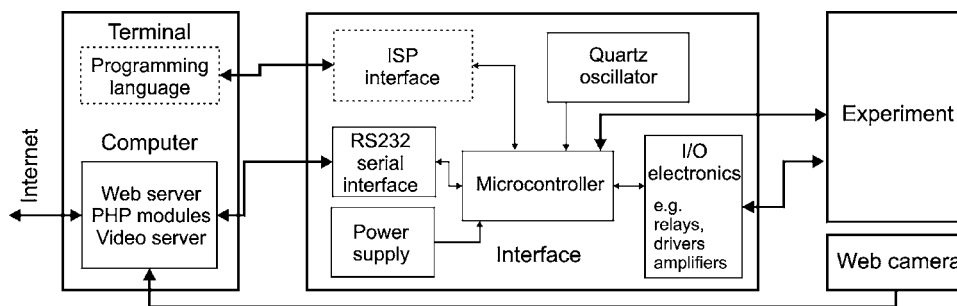 Terminal
Programming
language
Computer
Web server
PHP modules
Video server
Internet
ISP
interface
Quartz
oscillator
RS232
serial
interface
Microcontroller
Power
supply
Interface
I/O
electronics
e.g.
relays,
drivers
amplifiers
Experiment
Web camera